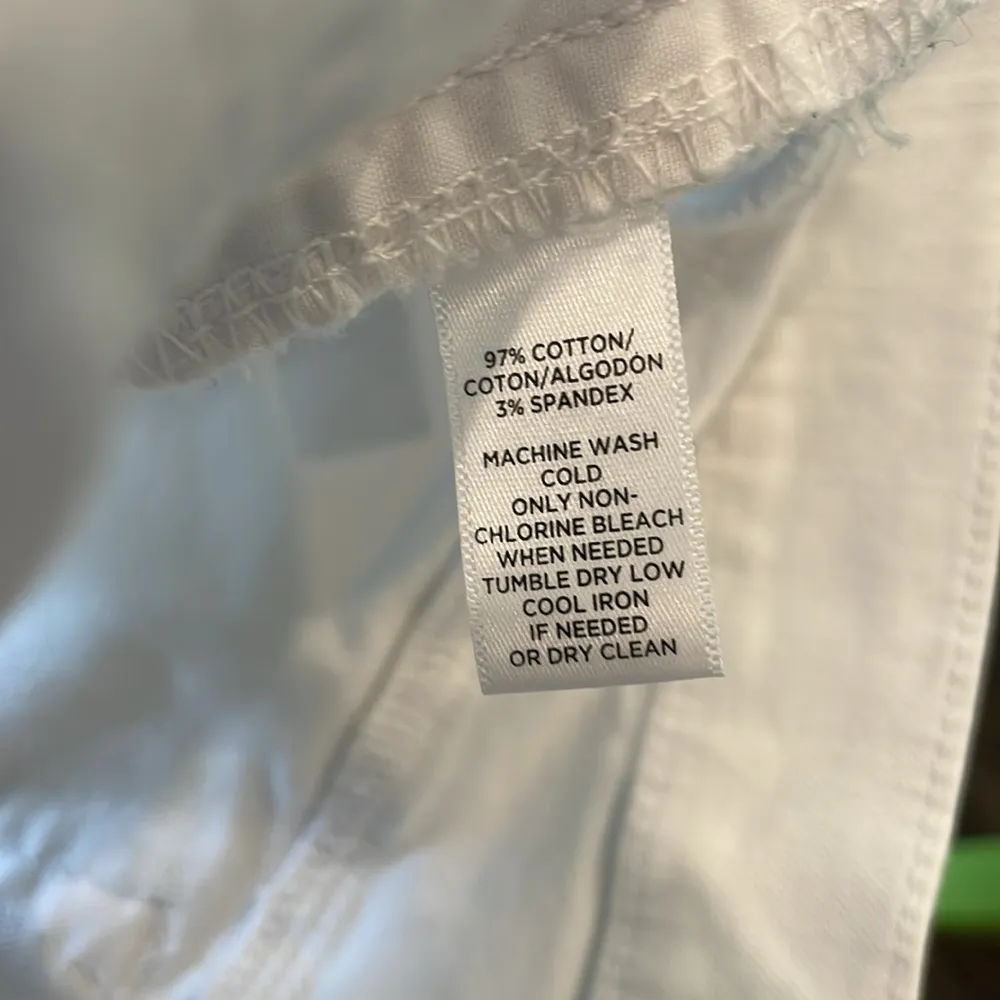 97% COTTON/
COTON/ALGODON
3% SPANDEX
MACHINE WASH
COLD
ONLY NON-
CHLORINE BLEACH
WHEN NEEDED
TUMBLE DRY LOW
COOL IRON
IF NEEDED
OR DRY CLEAN